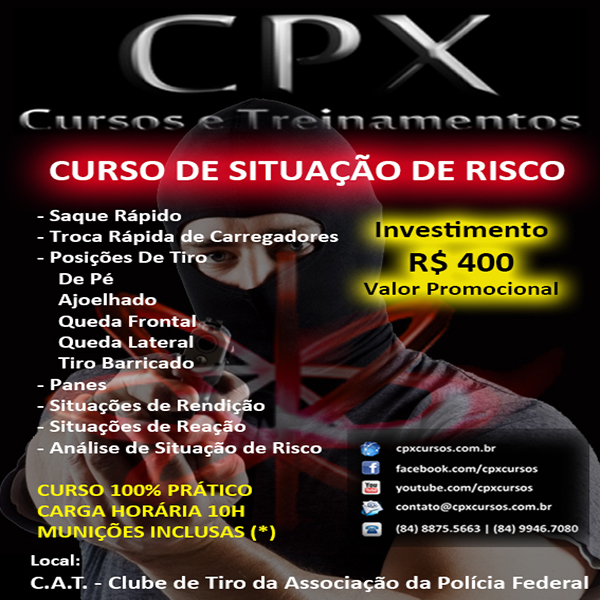 CPX
Cursos e Treinamentos
CURSO DE SITUAÇÃO DE RISCO
- Saque Rápido
- Troca Rápida de Carregadores
- Posições De Tiro
De Pé
Ajoelhado
Queda Frontal
Queda Lateral
Tiro Barricado
- Panes
- Situações de Rendição
- Situações de Reação
- Análise de Situação de Risco
Investimento
R$ 400
Valor Promocional
CURSO 100% PRÁTICO
CARGA HORÁRIA 10H
MUNIÇÕES INCLUSAS (*)
cpxcursos.com.br
facebook.com/cpxcursos
You Tube
youtube.com/cpxcursos
contato@cpxcursos.com.br
(84) 8875.5663 | (84) 9946.7080
Local:
C.A.T. - Clube de Tiro da Associação da Polícia Federal